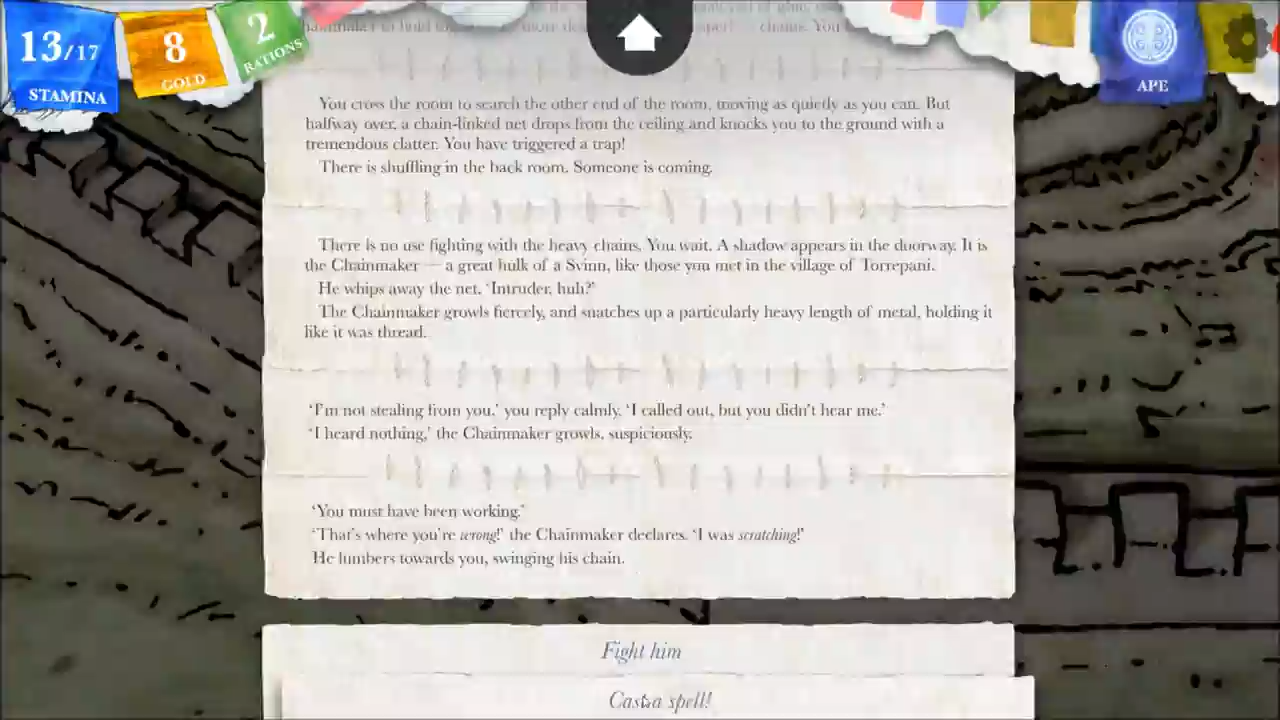 13/17
STAMINA
8
GOLD
2
RATIONS
APE
You cross the room to search the other end of the room, moving as quietly as you can. But
halfway over, a chain-linked net drops from the ceiling and knocks you to the ground with a
tremendous clatter. You have triggered a trap!
There is shuffling in the back room. Someone is coming.
There is no use fighting with the heavy chains. You wait. A shadow appears in the doorway. It is
the Chainmaker — a great hulk of a Svinn, like those you met in the village of Torrepani.
He whips away the net. ‘Intruder, huh?’
The Chainmaker growls fiercely, and snatches up a particularly heavy length of metal, holding it
like it was thread.
‘I'm not stealing from you,’ you reply calmly. ‘I called out, but you didn't hear me.’
‘I heard nothing,’ the Chainmaker growls, suspiciously.
‘You must have been working.’
‘That's where you're wrong!’ the Chainmaker declares. ‘I was scratching!’
He lumbers towards you, swinging his chain.
Fight him
Cast a spell!